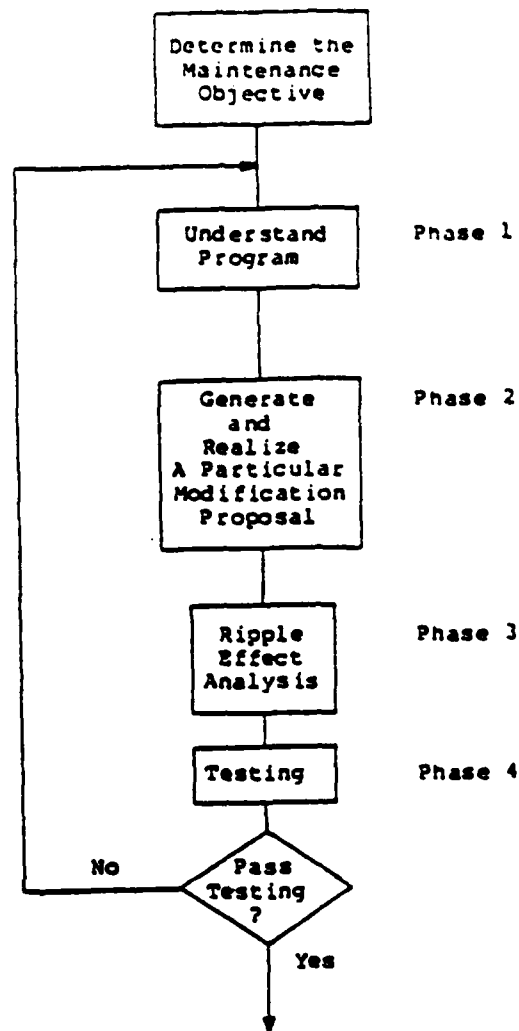 Determine the
Maintenance
Objective
Understand
Program
Phase 1
Generate
and
Realize
A Particular
Modification
Proposal
Phase 2
Ripple
Effect
Analysis
Phase 3
Testing
Phase 4
No
Pass
Testing
?
Yes